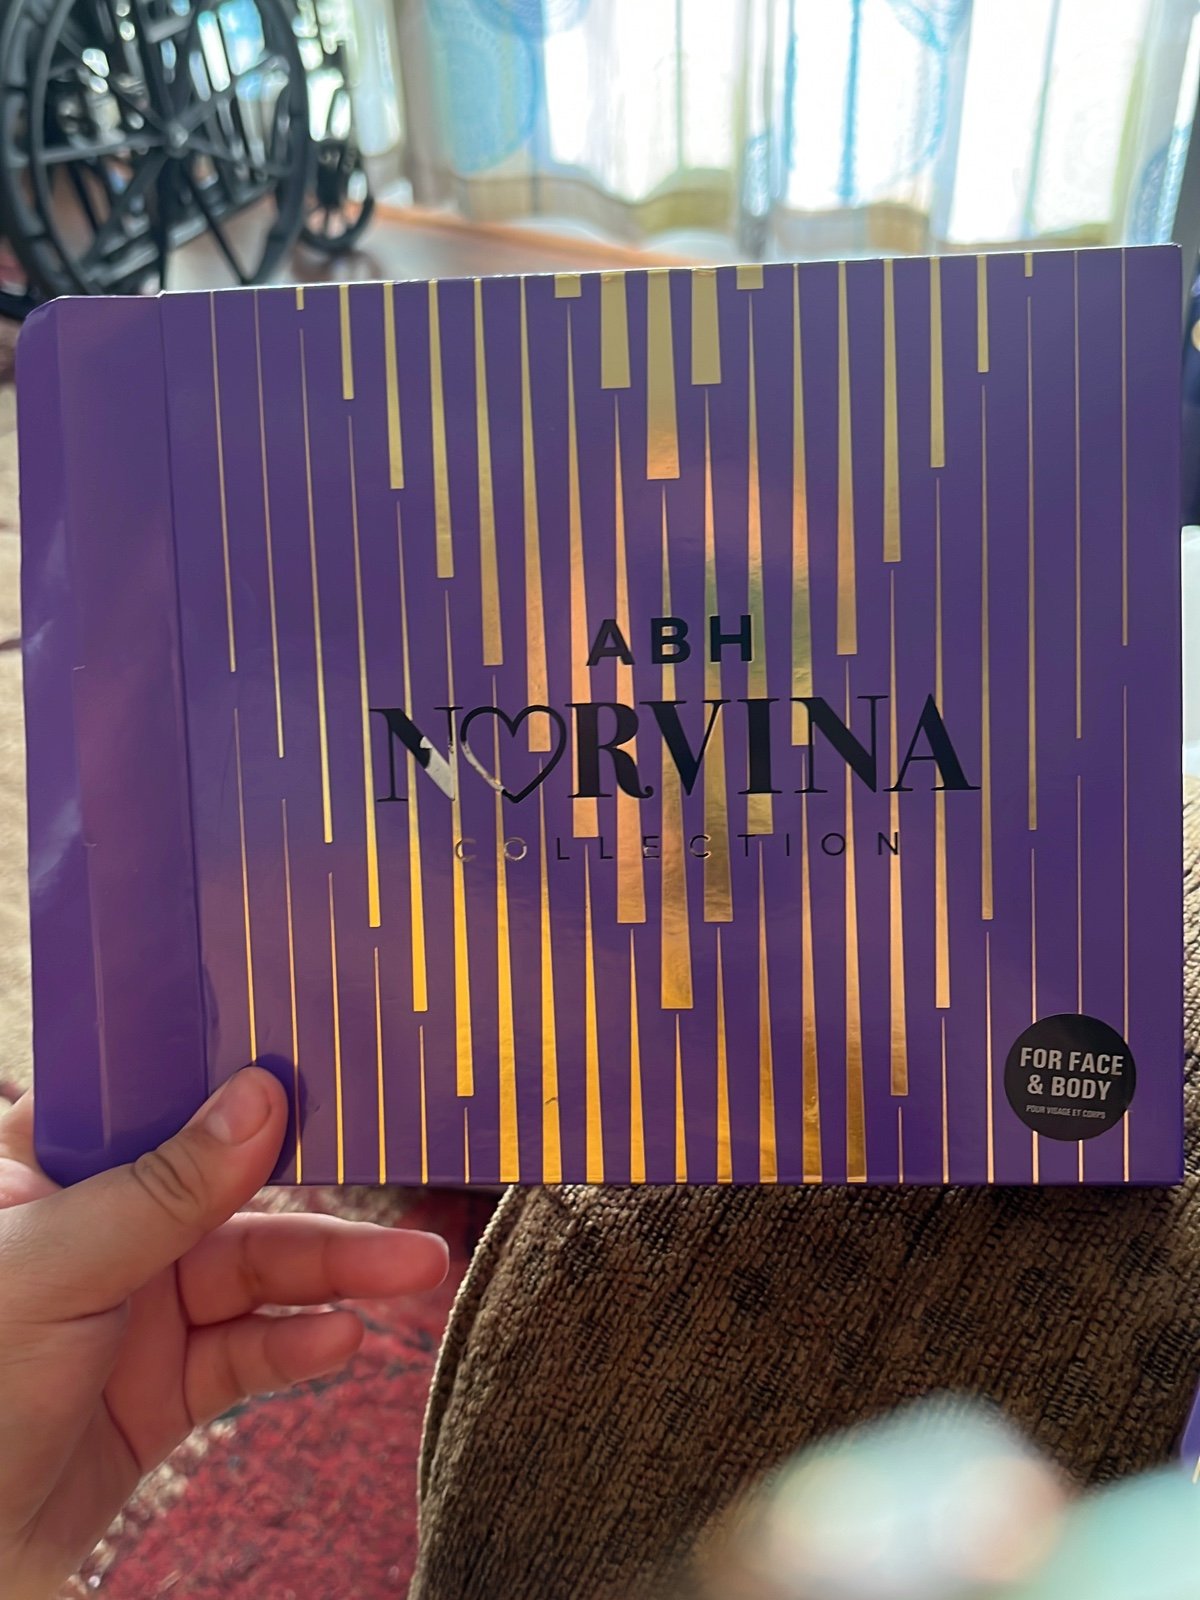 ABH
NORVINA
COLLECTION
FOR FACE
& BODY
POUR VISAGE ET CORPS